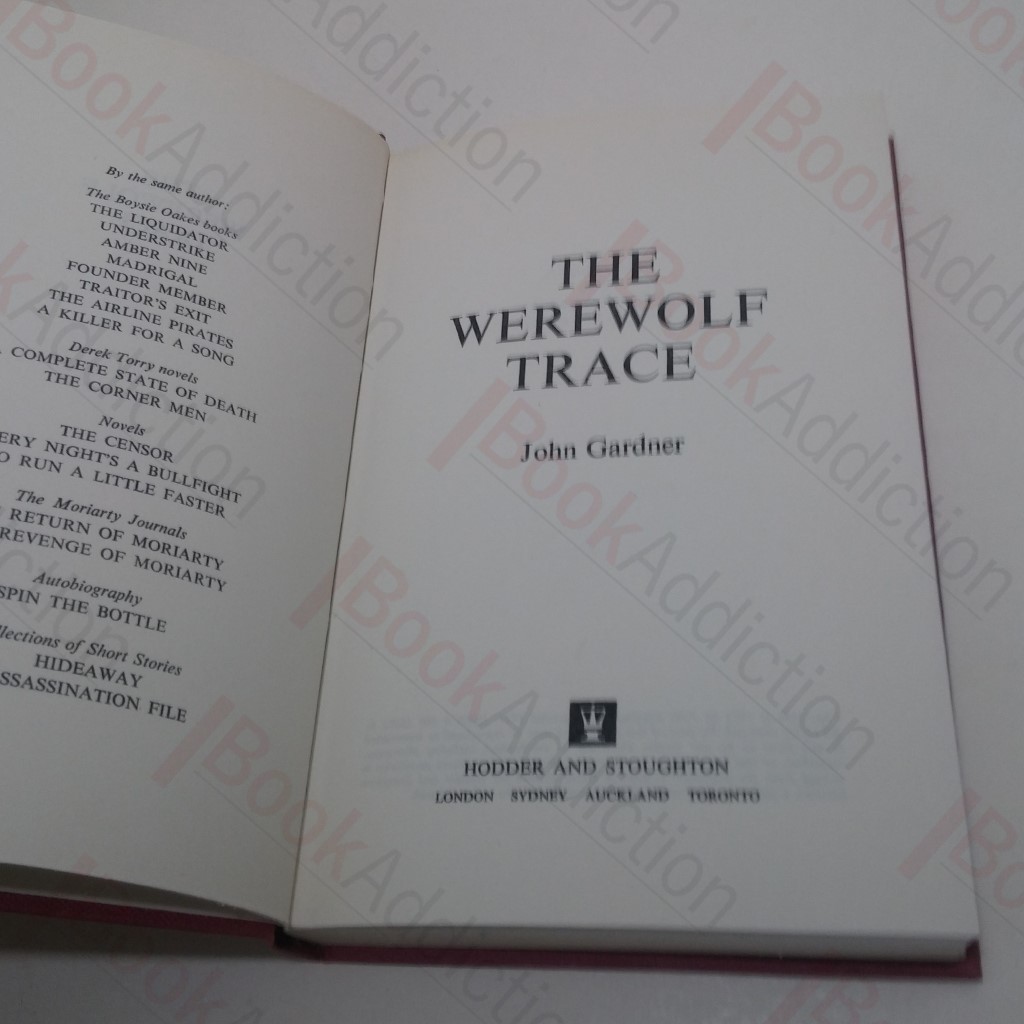 By the same author:
The Boysie Oakes books
THE LIQUIDATOR
UNDERSTRIKE
AMBER NINE
MADRIGAL
FOUNDER MEMBER
TRAITOR'S EXIT
THE AIRLINE PIRATES
A KILLER FOR A SONG
Derek Torry novels
COMPLETE STATE OF DEATH
THE CORNER MEN
Novels
THE CENSOR
NIGHT'S A BULLFIGHT
RUN A LITTLE FASTER
The Moriarty Journals
RETURN OF MORIARTY
REVENGE OF MORIARTY
Autobiography
SPIN THE BOTTLE
of Short Stories
HIDEAWAY
FILE
THE
WEREWOLF
TRACE
John Gardner
HODDER AND STOUGHTON
LONDON SYDNEY AUCKLAND TORONTO
BookAddiction